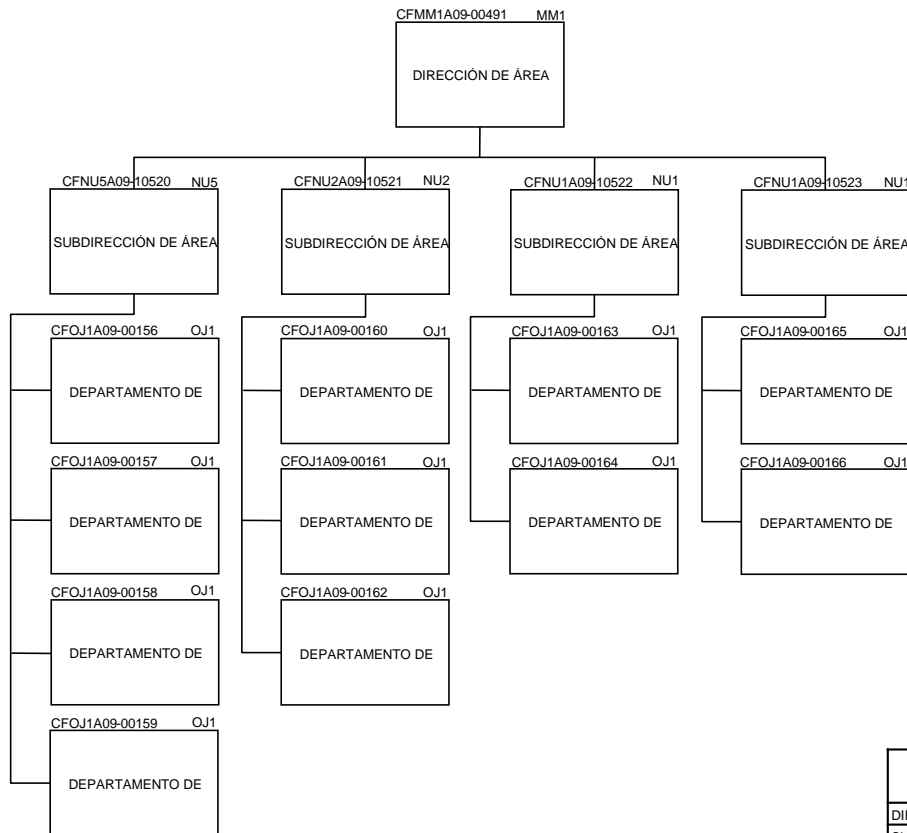 CFMM1A09-00491 MM1
DIRECCIÓN DE ÁREA
CFNU5A09-10520 NU5
SUBDIRECCIÓN DE ÁREA
CFNU2A09-10521 NU2
SUBDIRECCIÓN DE ÁREA
CFNU1A09-10522 NU1
SUBDIRECCIÓN DE ÁREA
CFNU1A09-10523 NU1
SUBDIRECCIÓN DE ÁREA
CFOJ1A09-00156 OJ1
DEPARTAMENTO DE
CFOJ1A09-00160 OJ1
DEPARTAMENTO DE
CFOJ1A09-00163 OJ1
DEPARTAMENTO DE
CFOJ1A09-00165 OJ1
DEPARTAMENTO DE
CFOJ1A09-00157 OJ1
DEPARTAMENTO DE
CFOJ1A09-00161 OJ1
DEPARTAMENTO DE
CFOJ1A09-00164 OJ1
DEPARTAMENTO DE
CFOJ1A09-00166 OJ1
DEPARTAMENTO DE
CFOJ1A09-00158 OJ1
DEPARTAMENTO DE
CFOJ1A09-00162 OJ1
DEPARTAMENTO DE
CFOJ1A09-00159 OJ1
DEPARTAMENTO DE